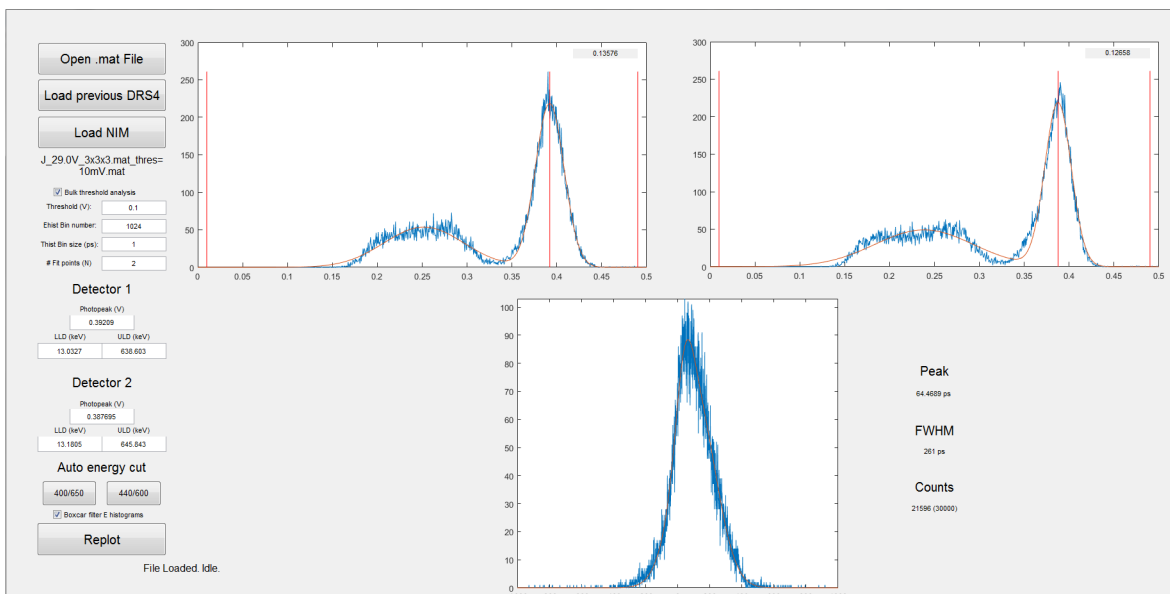 Open .mat File
Load previous DRS4
Load NIM
J_29.0V_3x3x3.mat_thres=
10mV.mat
Bulk threshold analysis
Threshold (V): 0.1
Ehist Bin number: 1024
Thist Bin size (ps): 1
# Fit points (N) 2
Detector 1
Photopeak (V)
0.39209
LLD (keV) ULD (keV)
13.0327 638.603
Detector 2
Photopeak (V)
0.387695
LLD (keV) ULD (keV)
13.1805 645.843
Auto energy cut
400/650 440/600
Boxcar filter E histograms
Replot
File Loaded. Idle.
300
250
200
150
100
50
0
0 0.05 0.1 0.15 0.2 0.25 0.3 0.35 0.4 0.45 0.5
0.13576
300
250
200
150
100
50
0
0 0.05 0.1 0.15 0.2 0.25 0.3 0.35 0.4 0.45 0.5
0.12658
100
90
80
70
60
50
40
30
20
10
0
Peak
64.4689 ps
FWHM
261 ps
Counts
21596 (30000)